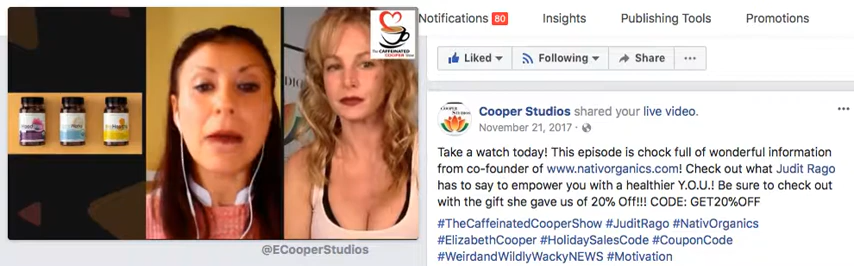 The CAFFEINATED
COOPER Show
@ECooperStudios
Notifications 80 Insights Publishing Tools Promotions
Liked Following Share ...
COOPER STUDIOS
Cooper Studios shared your live video.
November 21, 2017 ·
Take a watch today! This episode is chock full of wonderful information
from co-founder of www.nativorganics.com! Check out what Judit Rago
has to say to empower you with a healthier Y.O.U.! Be sure to check out
with the gift she gave us of 20% Off!!! CODE: GET20%OFF
#TheCaffeinatedCooperShow #JuditRago #NativOrganics
#ElizabethCooper #HolidaySalesCode #CouponCode
#WeirdandWildlyWackyNEWS #Motivation